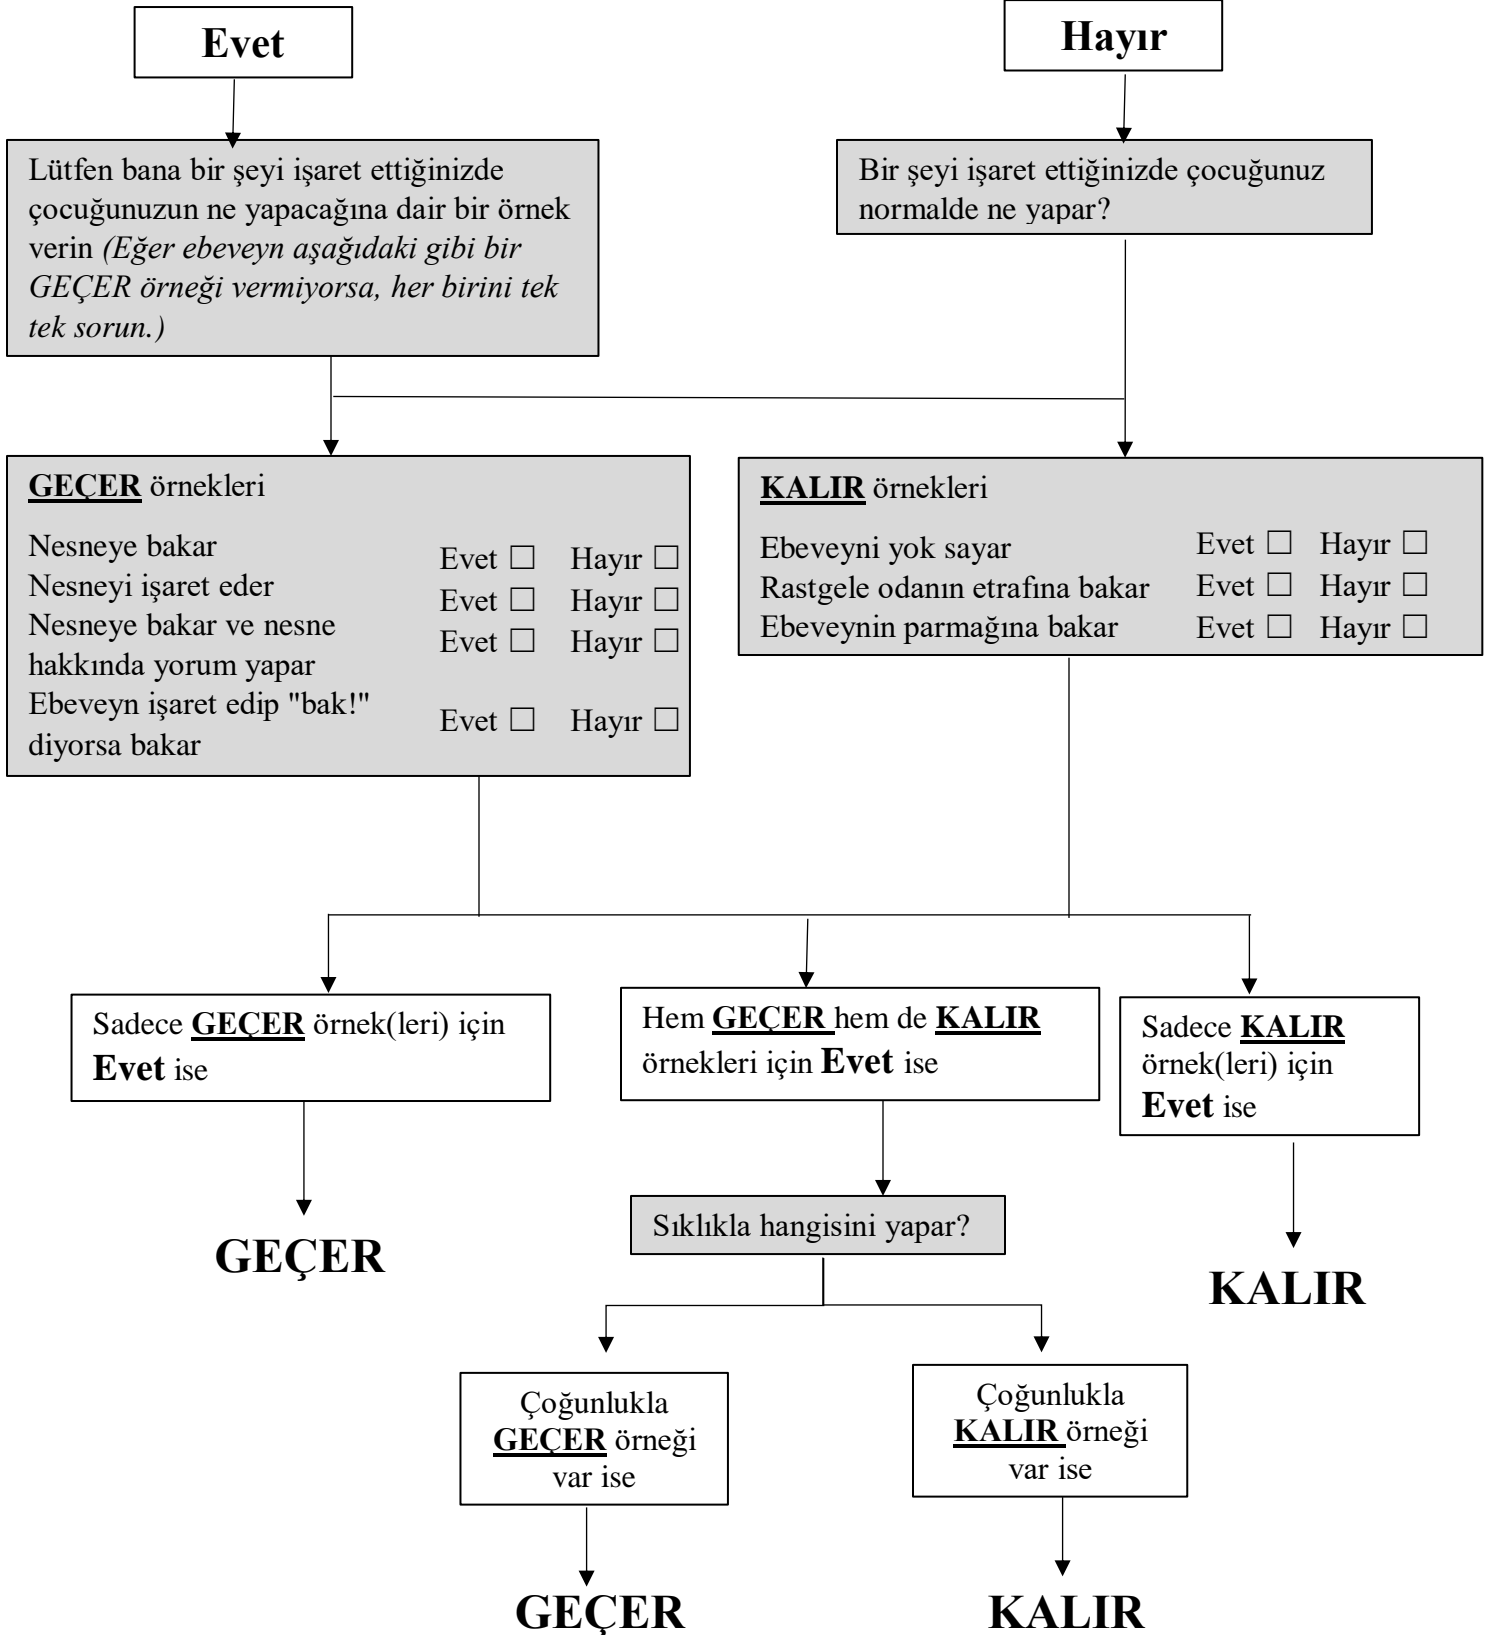 Evet
Hayır
Lütfen bana bir şeyi işaret ettiğinizde
çocuğunuzun ne yapacağına dair bir örnek
verin (Eğer ebeveyn aşağıdaki gibi bir
GEÇER örneği vermiyorsa, her birini tek
tek sorun.)
Bir şeyi işaret ettiğinizde çocuğunuz
normalde ne yapar?
GEÇER örnekleri
Nesneye bakar Evet ☐ Hayır ☐
Nesneyi işaret eder Evet ☐ Hayır ☐
Nesneye bakar ve nesne Evet ☐ Hayır ☐
hakkında yorum yapar
Ebeveyn işaret edip "bak!" Evet ☐ Hayır ☐
diyorsa bakar
KALIR örnekleri
Ebeveyni yok sayar Evet ☐ Hayır ☐
Rastgele odanın etrafına bakar Evet ☐ Hayır ☐
Ebeveynin parmağına bakar Evet ☐ Hayır ☐
Sadece GEÇER örnek(leri) için
Evet ise
Hem GEÇER hem de KALIR
örnekleri için Evet ise
Sadece KALIR
örnek(leri) için
Evet ise
GEÇER
Sıklıkla hangisini yapar?
KALIR
Çoğunlukla
GEÇER örneği
var ise
Çoğunlukla
KALIR örneği
var ise
GEÇER
KALIR